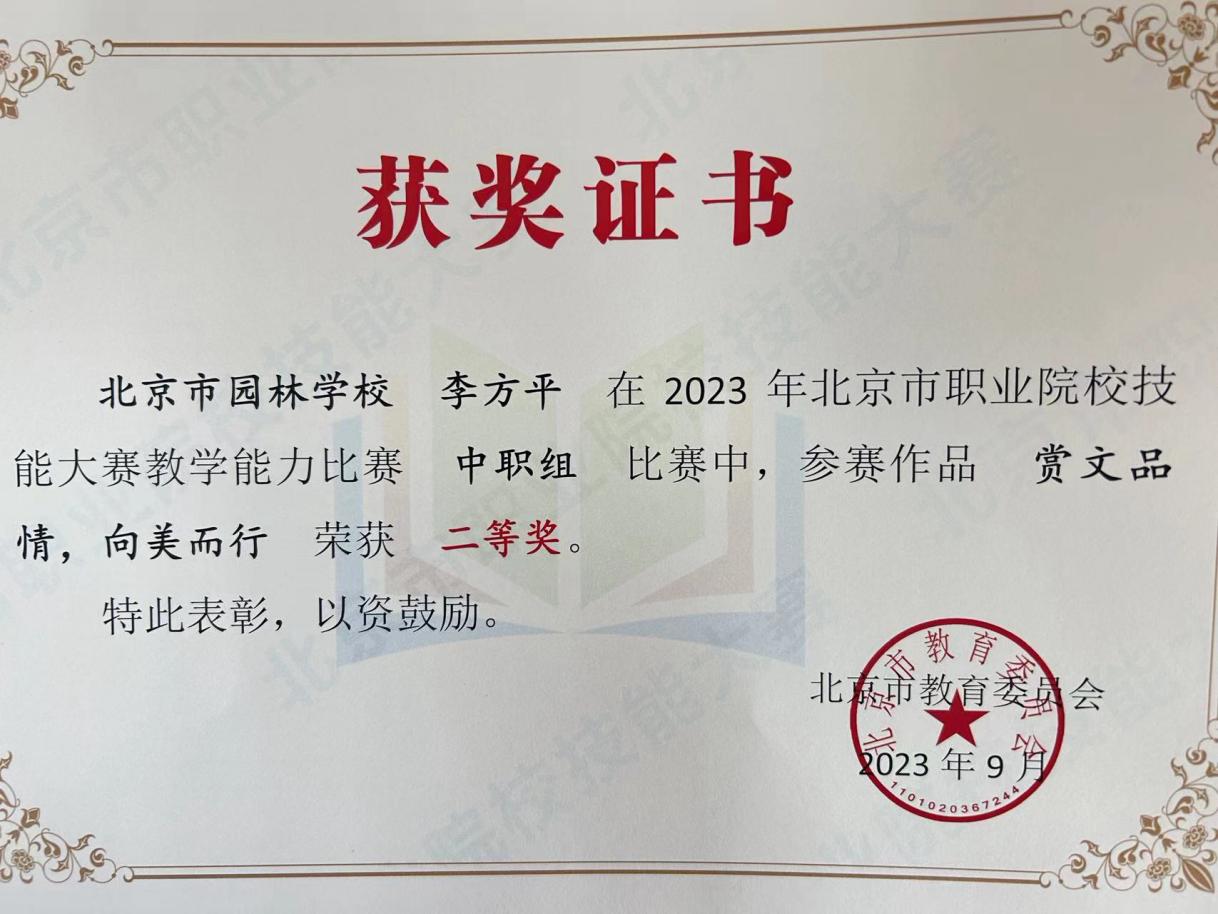 获奖证书
北京市园林学校 李方平 在 2023 年北京市职业院校技
能大赛教学能力比赛 中职组 比赛中，参赛作品 赏文品
情，向美而行 荣获 二等奖。
特此表彰，以资鼓励。
北京市教育委员会
2023 年 9 月
北京市教育委员会
1101020367244